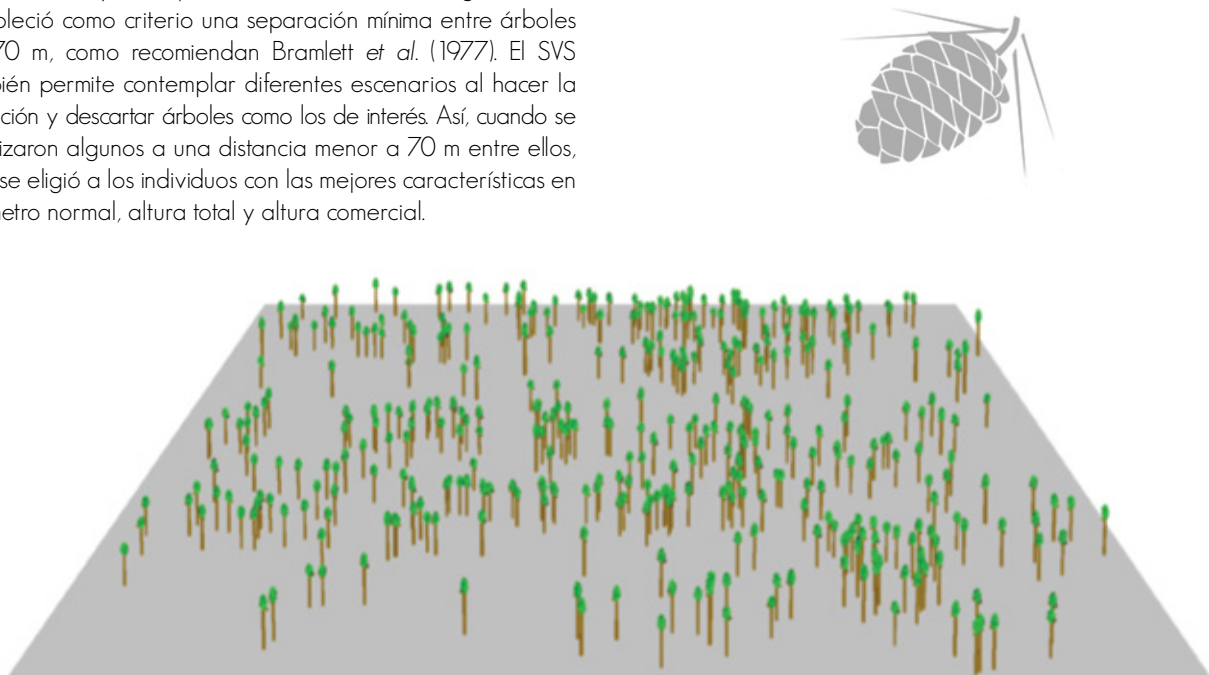 bleció como criterio una separación mínima entre árboles
70 m, como recomiendan Bramlett et al. (1977). El SVS
bién permite contemplar diferentes escenarios al hacer la
ción y descartar árboles como los de interés. Así, cuando se
izaron algunos a una distancia menor a 70 m entre ellos,
se eligió a los individuos con las mejores características en
etro normal, altura total y altura comercial.